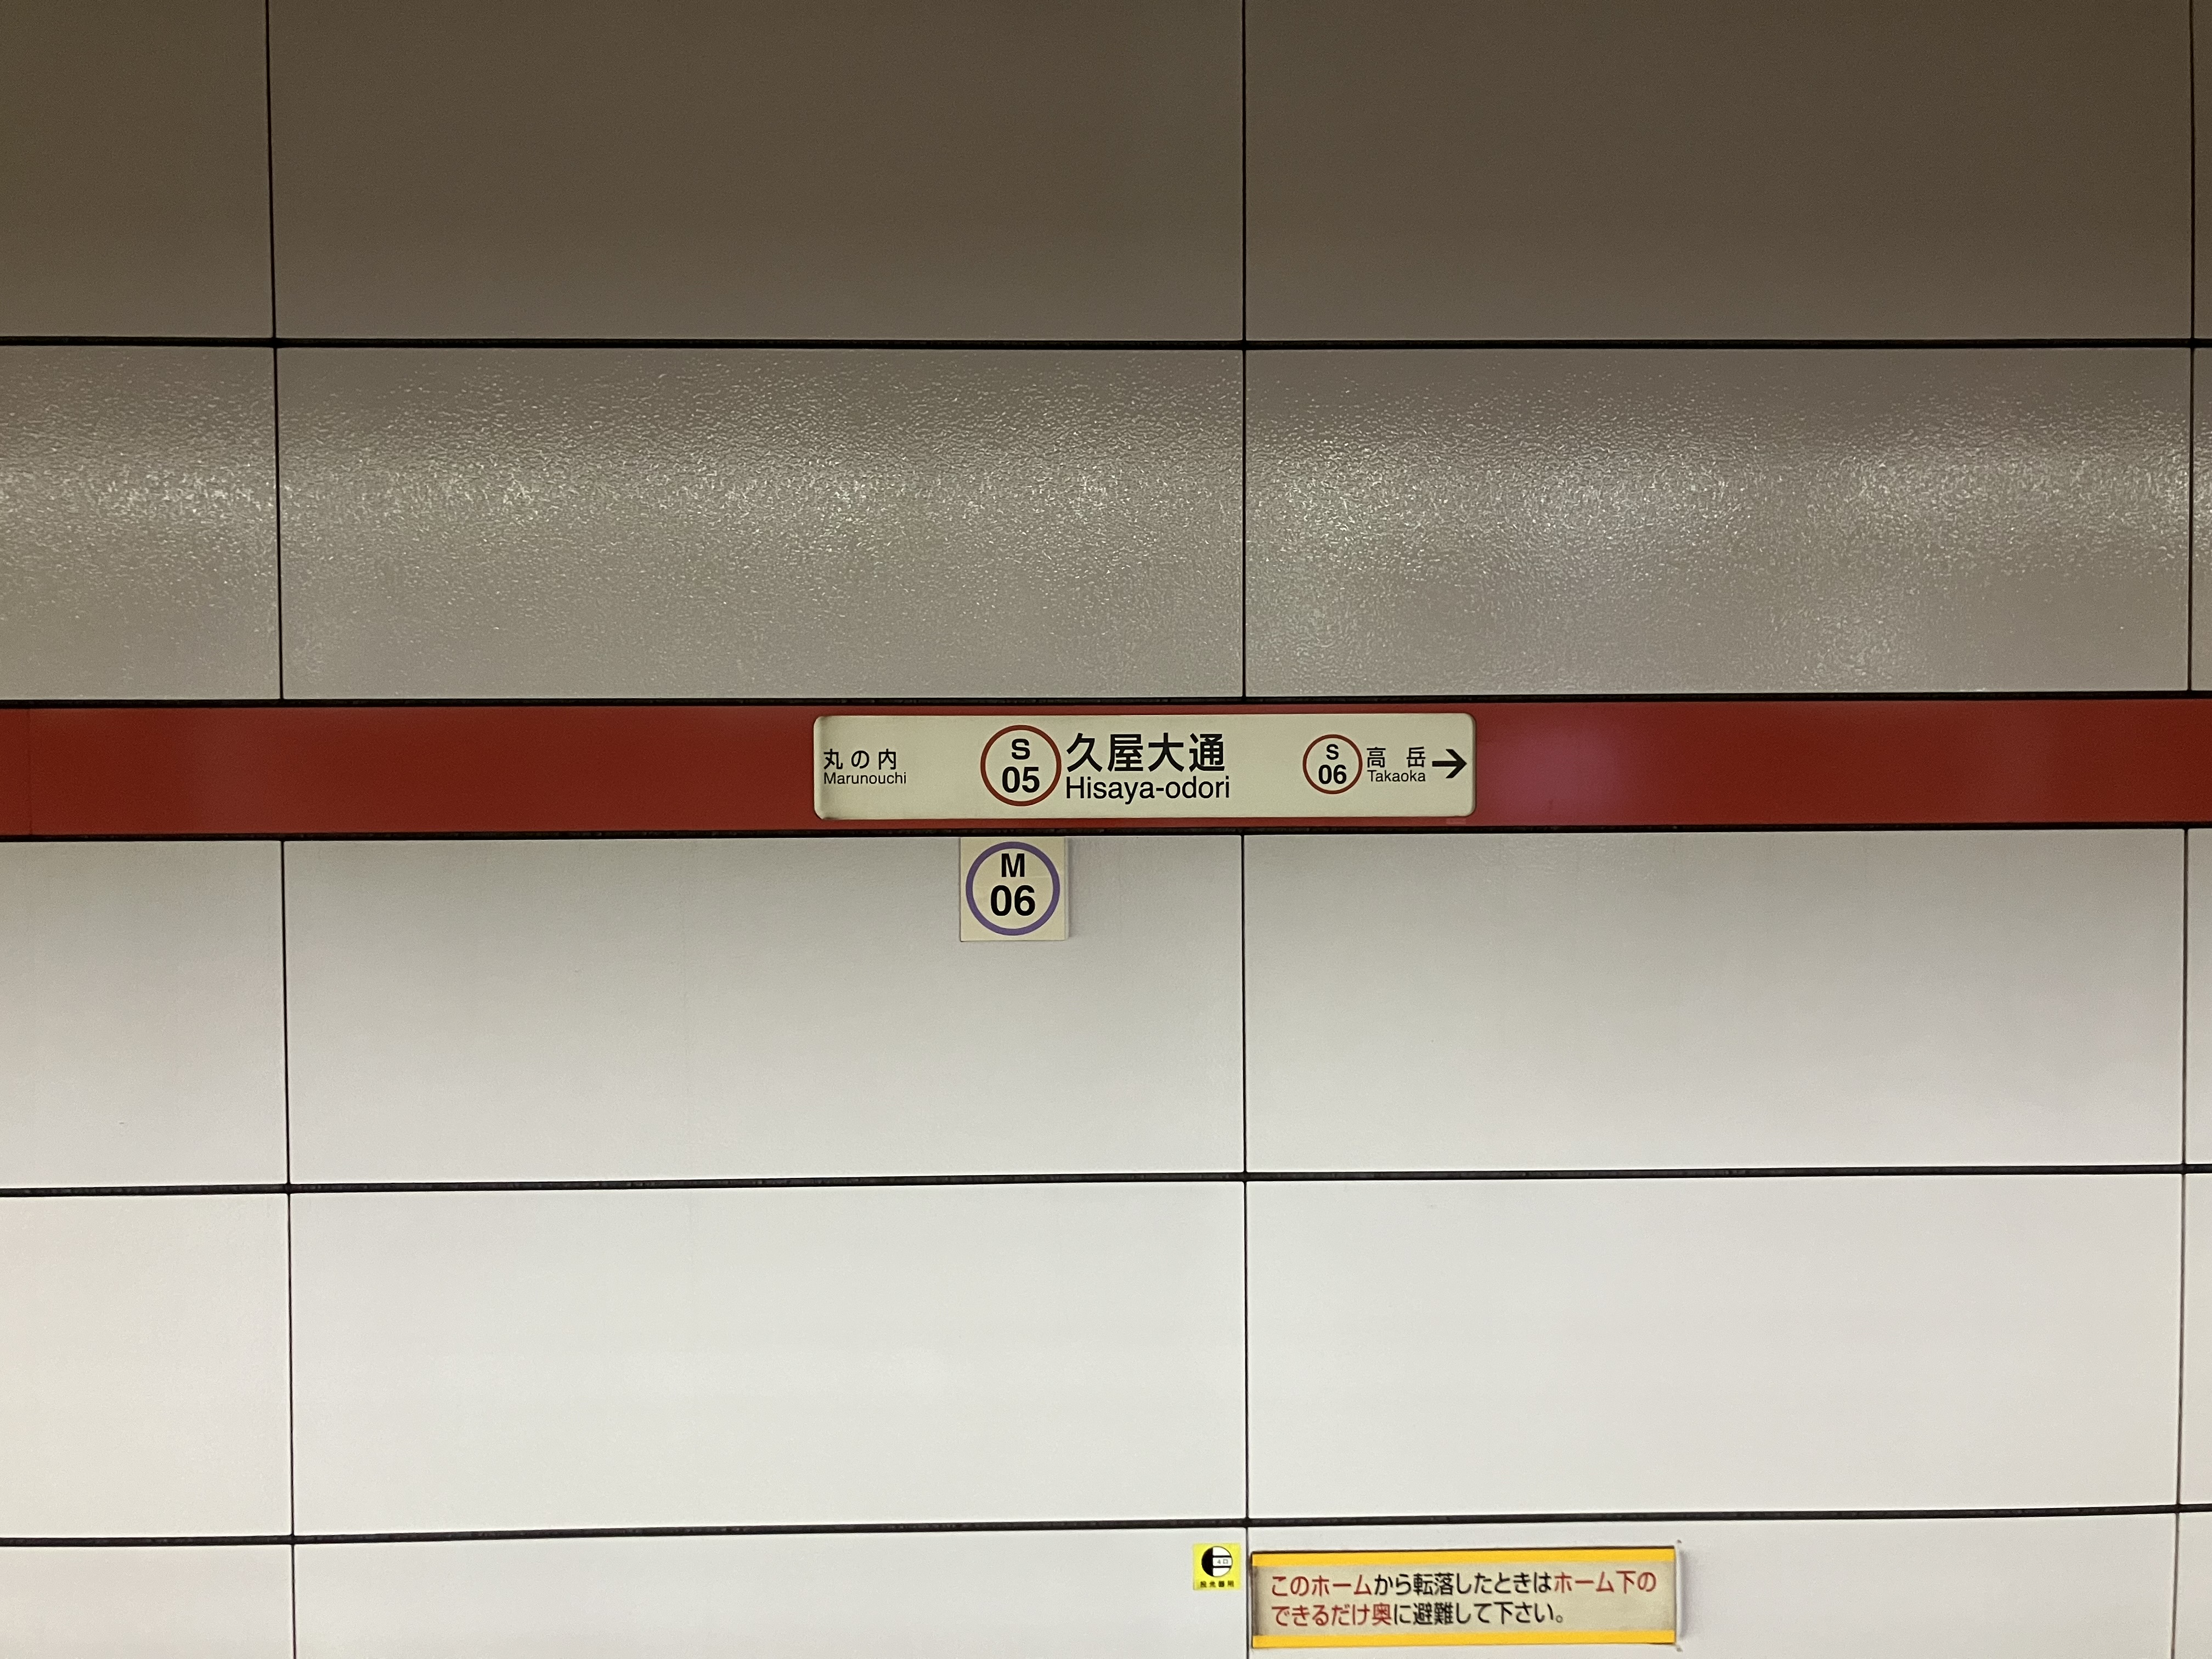 丸の内
Marunouchi
S
05
久屋大通
Hisaya-odori
S
06
高岳
Takaoka
M
06
このホームから転落したときはホーム下の
できるだけ奥に避難して下さい。